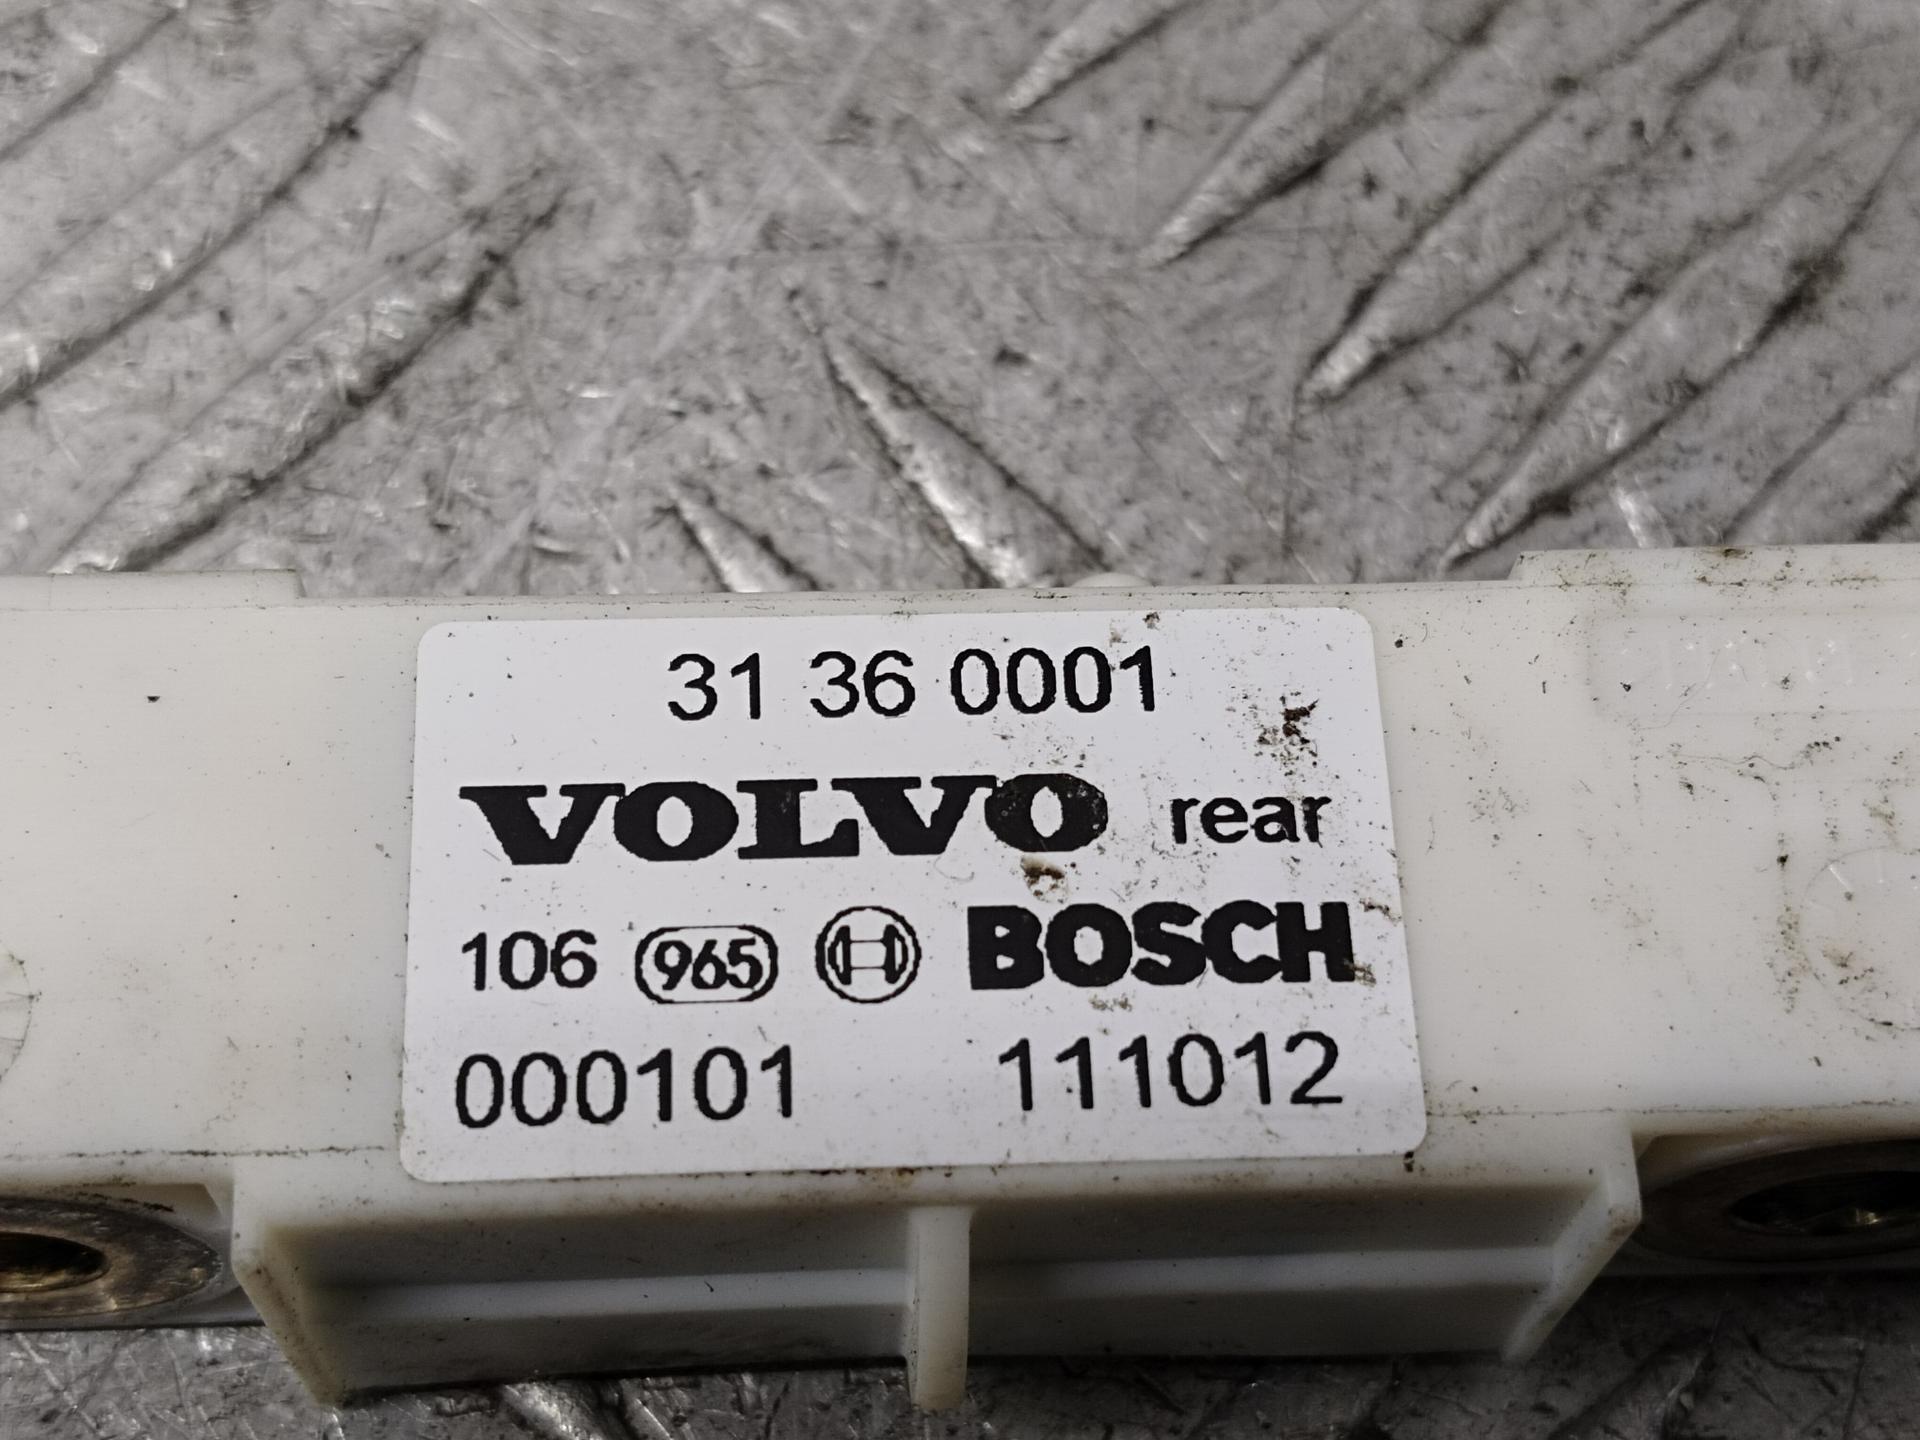 31 36 0001
VOLVO rear
106 965 BOSCH
000101 111012